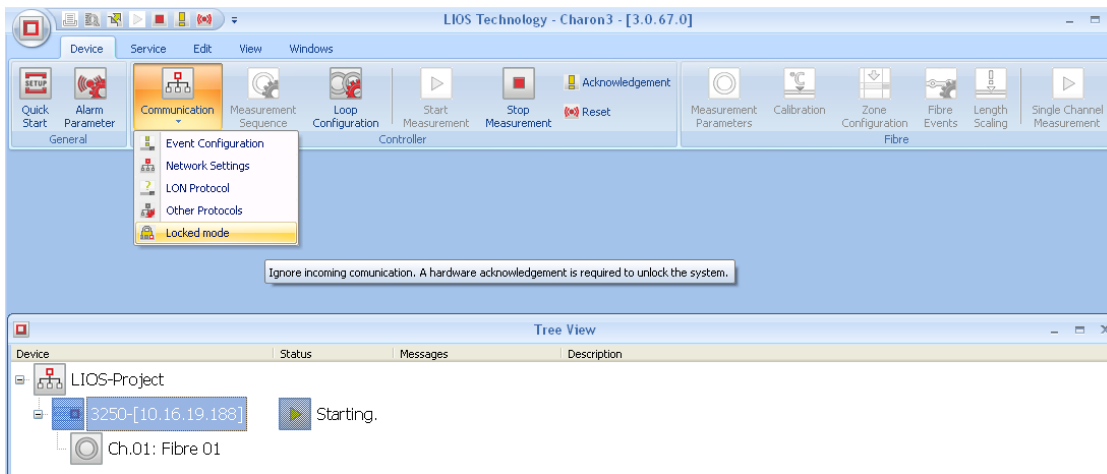 LIOS Technology - Charon3 - [3.0.67.0]
Device Service Edit View Windows
SETUP
Quick Start
Alarm Parameter
General
Communication
Measurement Sequence
Loop Configuration
Start Measurement
Stop Measurement
Acknowledgement
Reset
Controller
Measurement Parameters
°C
Calibration
Zone Configuration
Fibre Events
Length Scaling
Single Channel Measurement
Fibre
Event Configuration
Network Settings
LON Protocol
Other Protocols
Locked mode
Ignore incoming comunication. A hardware acknowledgement is required to unlock the system.
Tree View
Device Status Messages Description
LIOS-Project
3250-[10.16.19.188] Starting.
Ch.01: Fibre 01